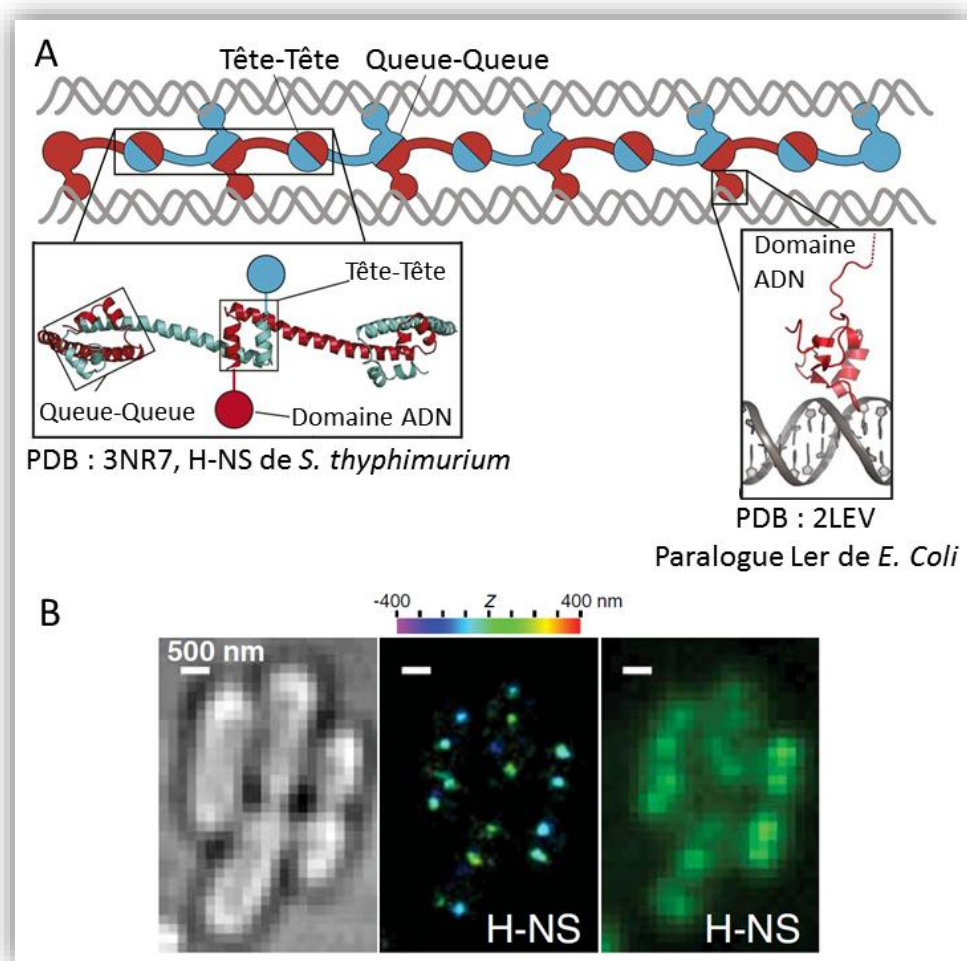 A
Tête-Tête Queue-Queue
Domaine
ADN
Tête-Tête
Queue-Queue
Domaine ADN
PDB : 3NR7, H-NS de S. thyphimurium
PDB : 2LEV
Paralogue Ler de E. Coli
B
-400 Z 400 nm
500 nm
H-NS
H-NS